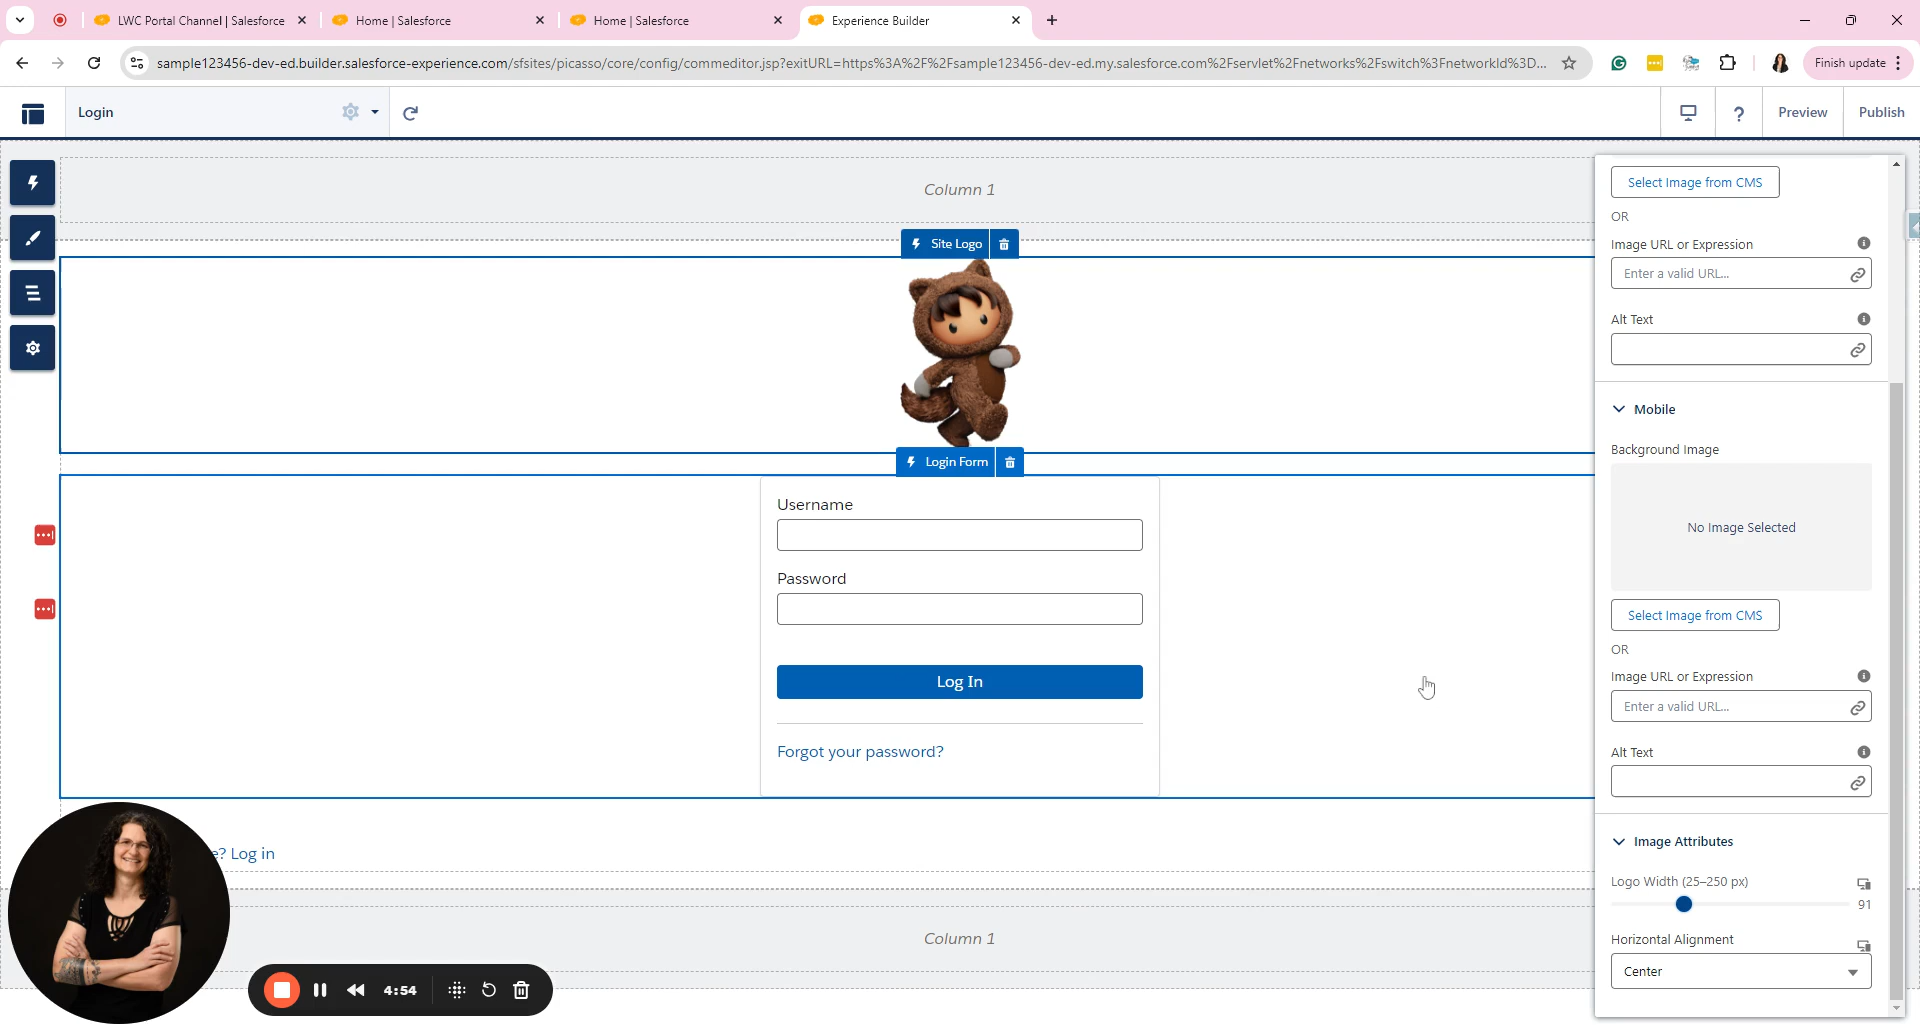 LWC Portal Channel | Salesforce
Home | Salesforce
Home | Salesforce
Experience Builder
sample123456-dev-ed.builder.salesforce-experience.com/sfsites/picasso/core/config/commeditor.jsp?exitURL=https%3A%2F%2Fsample123456-dev-ed.my.salesforce.com%2Fservlet%2Fnetworks%2Fswitch%3FnetworkId%3D...
Finish update
Login
?
Preview
Publish
Column 1
Select Image from CMS
OR
Site Logo
Image URL or Expression
Enter a valid URL...
Alt Text
Mobile
Background Image
Login Form
Username
No Image Selected
Password
Select Image from CMS
OR
Log In
Image URL or Expression
Enter a valid URL...
Forgot your password?
Alt Text
Image Attributes
e? Log in
Logo Width (25–250 px)
91
Column 1
Horizontal Alignment
Center
4:54